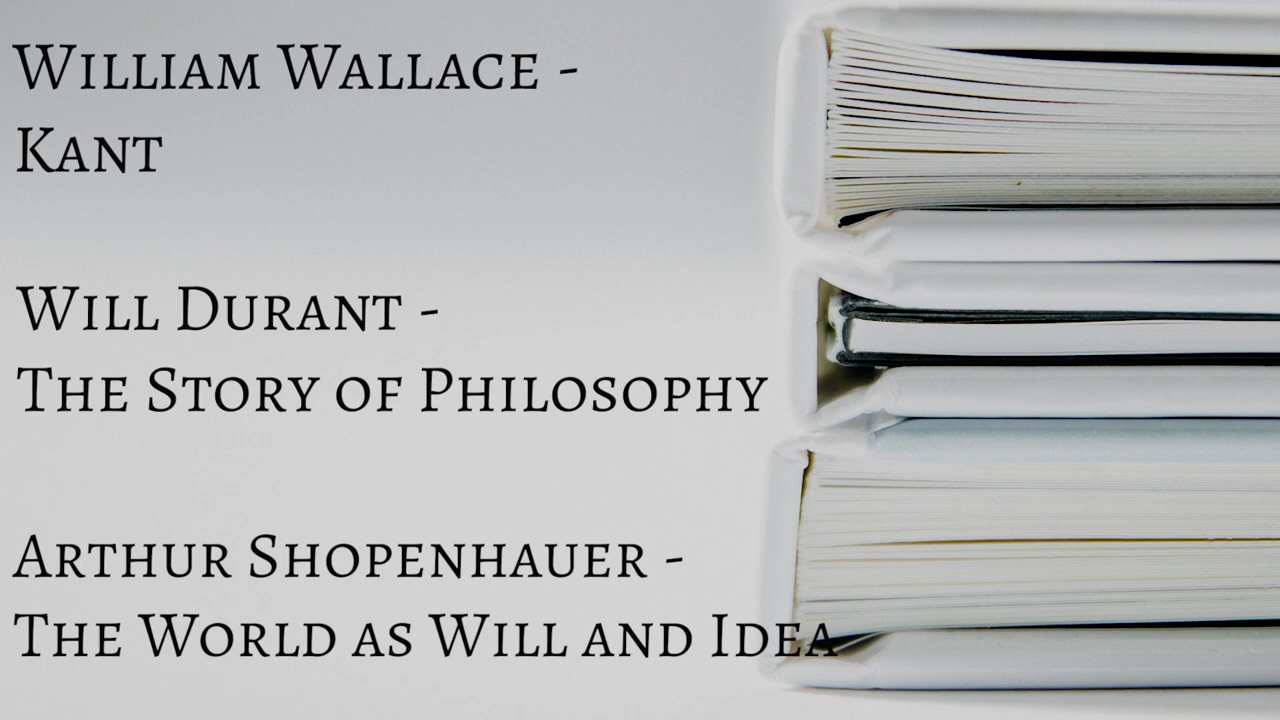 William Wallace -
Kant
Will Durant -
The Story of Philosophy
Arthur Shopenhauer -
The World as Will and Idea